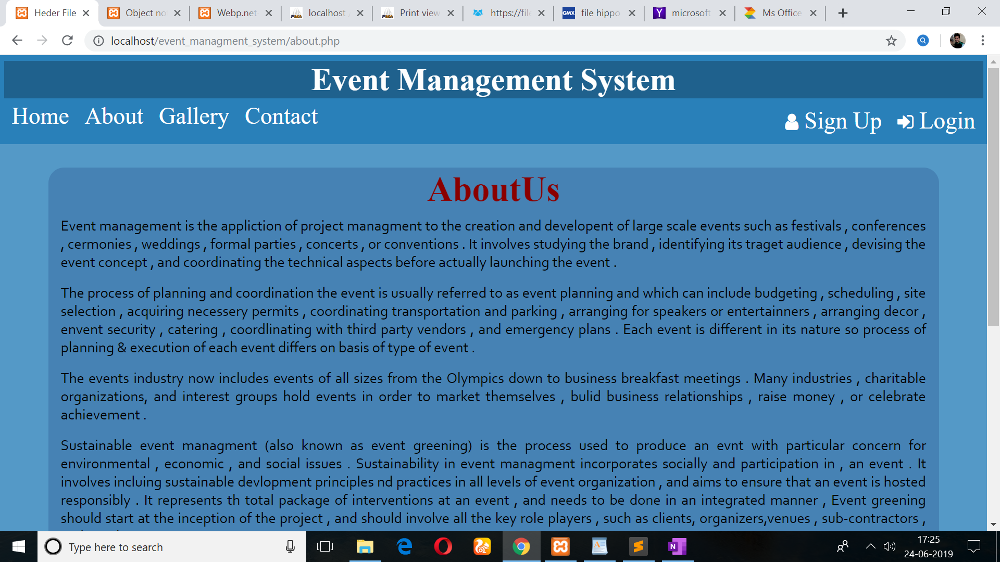 Heder File
Object no
Webp.net
localhost /
Print view
https://file
file hippo
microsoft
Ms Office
localhost/event_managment_system/about.php
Event Management System
Home About Gallery Contact
Sign Up Login
AboutUs
Event management is the appliction of project managment to the creation and developent of large scale events such as festivals , conferences
, cermonies , weddings , formal parties , concerts , or conventions . It involves studying the brand , identifying its traget audience , devising the
event concept , and coordinating the technical aspects before actually launching the event .
The process of planning and coordination the event is usually referred to as event planning and which can include budgeting , scheduling , site
selection , acquiring necessery permits , coordinating transportation and parking , arranging for speakers or entertainners , arranging decor ,
envent security , catering , coordlinating with third party vendors , and emergency plans . Each event is different in its nature so process of
planning & execution of each event differs on basis of type of event .
The events industry now includes events of all sizes from the Olympics down to business breakfast meetings . Many industries , charitable
organizations, and interest groups hold events in order to market themselves , bulid business relationships , raise money , or celebrate
achievement .
Sustainable event managment (also known as event greening) is the process used to produce an evnt with particular concern for
environmental , economic , and social issues . Sustainability in event managment incorporates socially and participation in , an event . It
involves incluing sustainable devlopment principles nd practices in all levels of event organization , and aims to ensure that an event is hosted
responsibly . It represents th total package of interventions at an event , and needs to be done in an integrated manner , Event greening
should start at the inception of the project , and should involve all the key role players , such as clients, organizers,venues , sub-contractors ,
Type here to search
17:25
24-06-2019